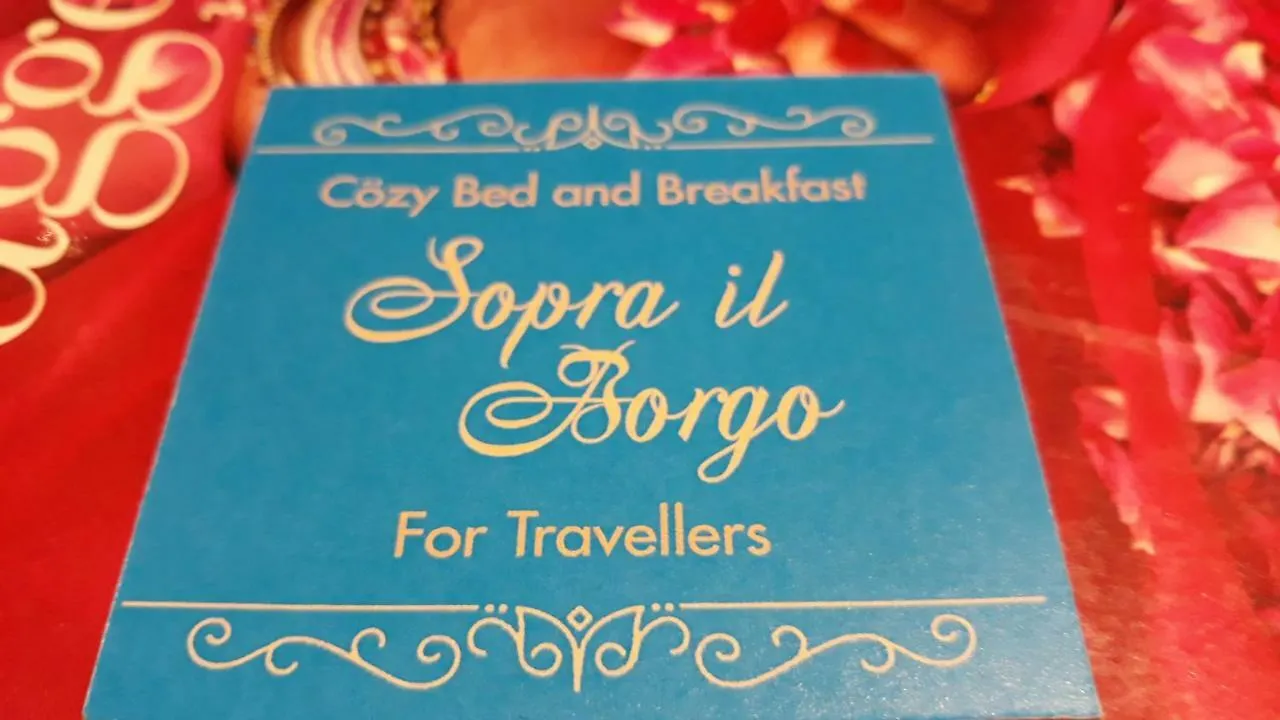 Cözy Bed and Breakfast
Sopra il
Borgo
For Travellers